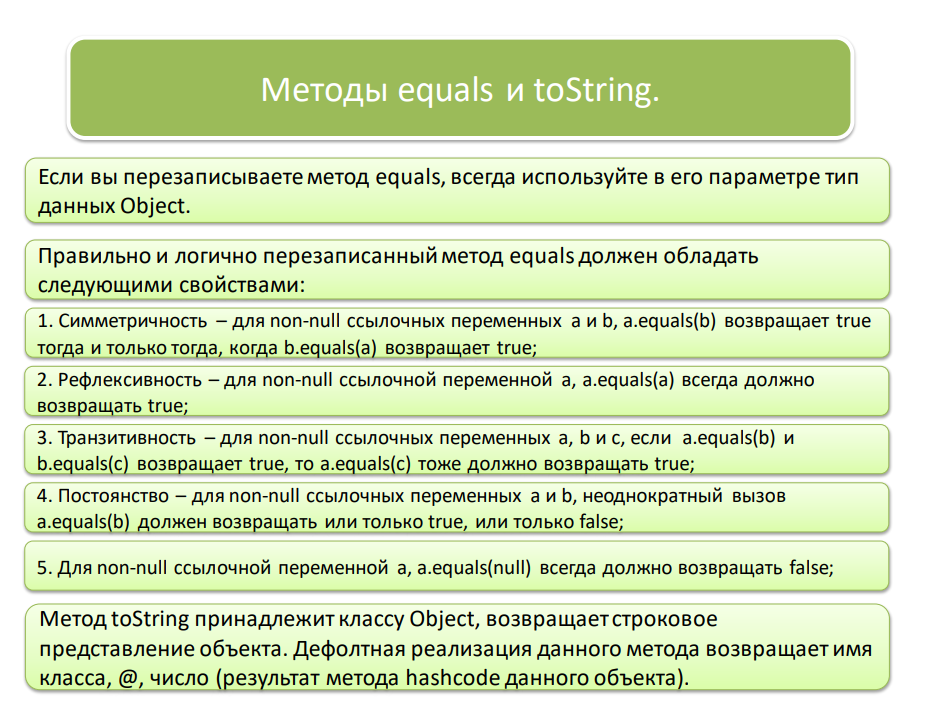 Методы equals и toString.
Если вы перезаписываете метод equals, всегда используйте в его параметре тип
данных Object.
Правильно и логично перезаписанный метод equals должен обладать
следующими свойствами:
1. Симметричность – для non-null ссылочных переменных a и b, a.equals(b) возвращает true
тогда и только тогда, когда b.equals(a) возвращает true;
2. Рефлексивность – для non-null ссылочной переменной a, a.equals(a) всегда должно
возвращать true;
3. Транзитивность – для non-null ссылочных переменных a, b и c, если a.equals(b) и
b.equals(c) возвращает true, то a.equals(c) тоже должно возвращать true;
4. Постоянство – для non-null ссылочных переменных a и b, неоднократный вызов
a.equals(b) должен возвращать или только true, или только false;
5. Для non-null ссылочной переменной a, a.equals(null) всегда должно возвращать false;
Метод toString принадлежит классу Object, возвращает строковое
представление объекта. Дефолтная реализация данного метода возвращает имя
класса, @, число (результат метода hashcode данного объекта).